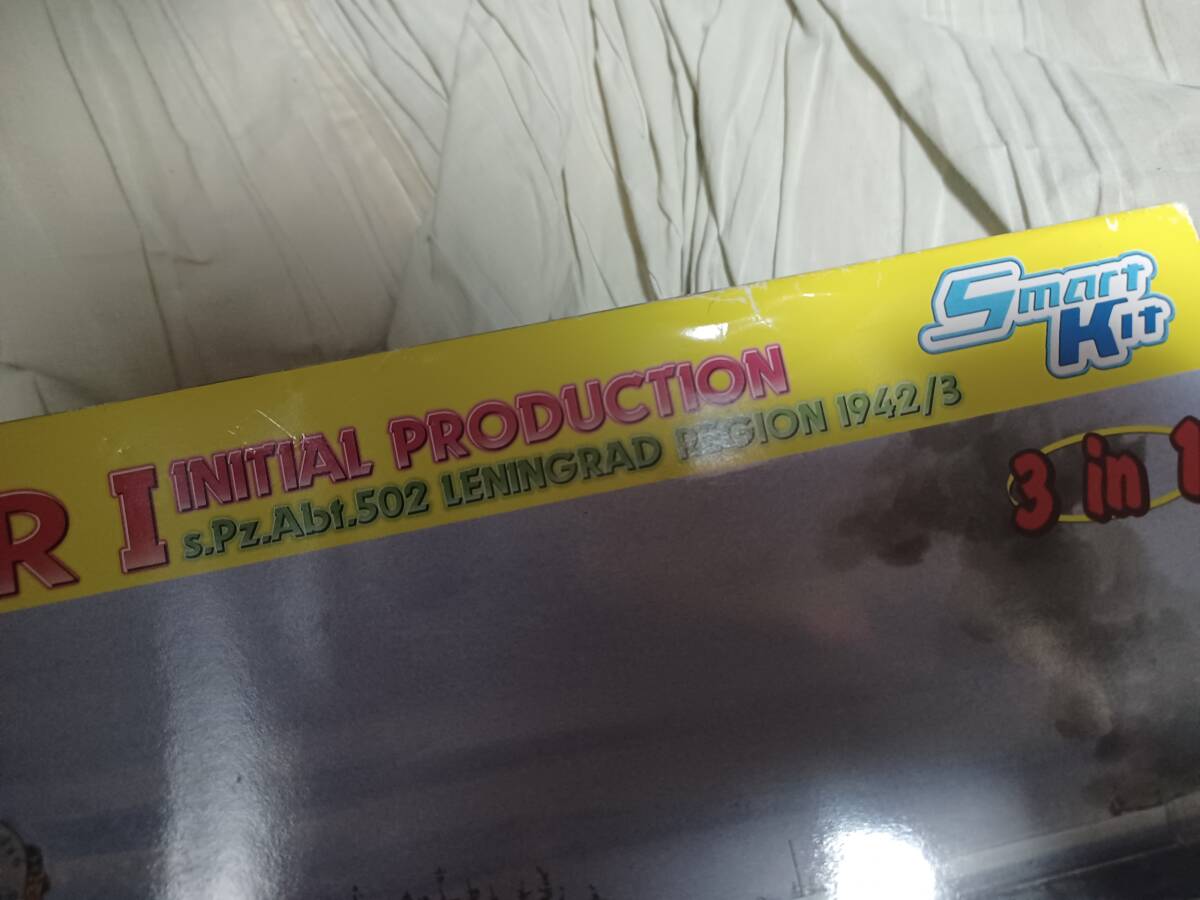 R I INITIAL PRODUCTION
s.Pz.Abt.502 LENINGRAD REGION 1942/3
Smart
Kit
3 in 1